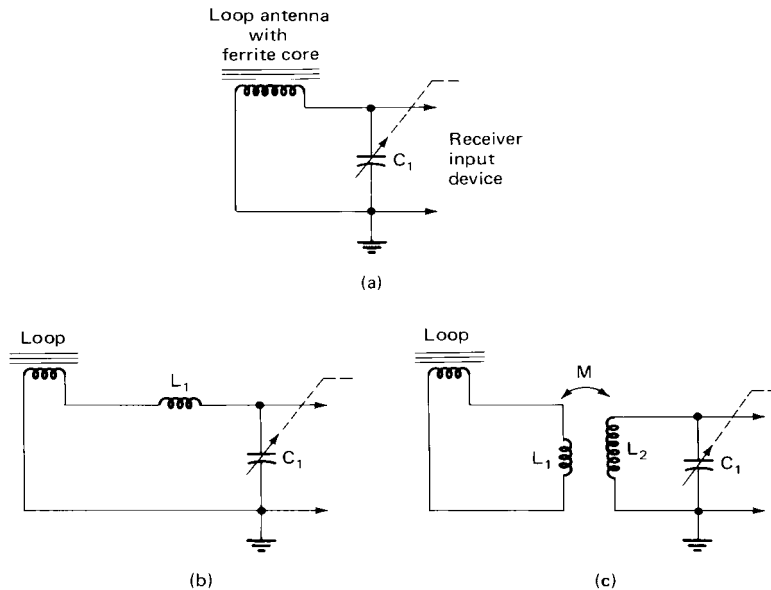 Loop antenna
with
ferrite core
C1
Receiver
input
device
(a)
Loop
L1
C1
(b)
Loop
M
L1
L2
C1
(c)